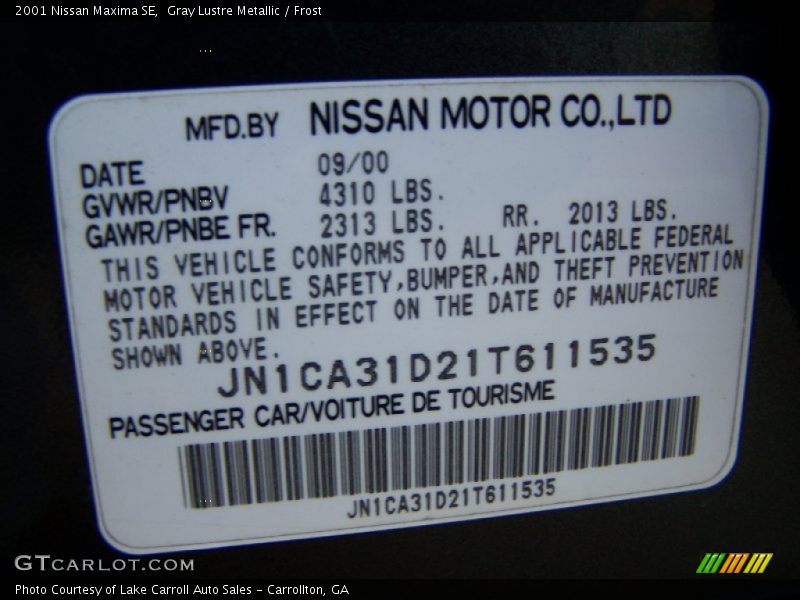 2001 Nissan Maxima SE,  Gray Lustre Metallic / Frost
MFD.BY NISSAN MOTOR CO.,LTD
DATE 09/00
GVWR/PNBV 4310 LBS.
GAWR/PNBE FR. 2313 LBS. RR. 2013 LBS.
THIS VEHICLE CONFORMS TO ALL APPLICABLE FEDERAL
MOTOR VEHICLE SAFETY,BUMPER,AND THEFT PREVENTION
STANDARDS IN EFFECT ON THE DATE OF MANUFACTURE
SHOWN ABOVE.
JN1CA31D21T611535
PASSENGER CAR/VOITURE DE TOURISME
JN1CA31D21T611535
GTCARLOT.COM
Photo Courtesy of Lake Carroll Auto Sales - Carrollton, GA